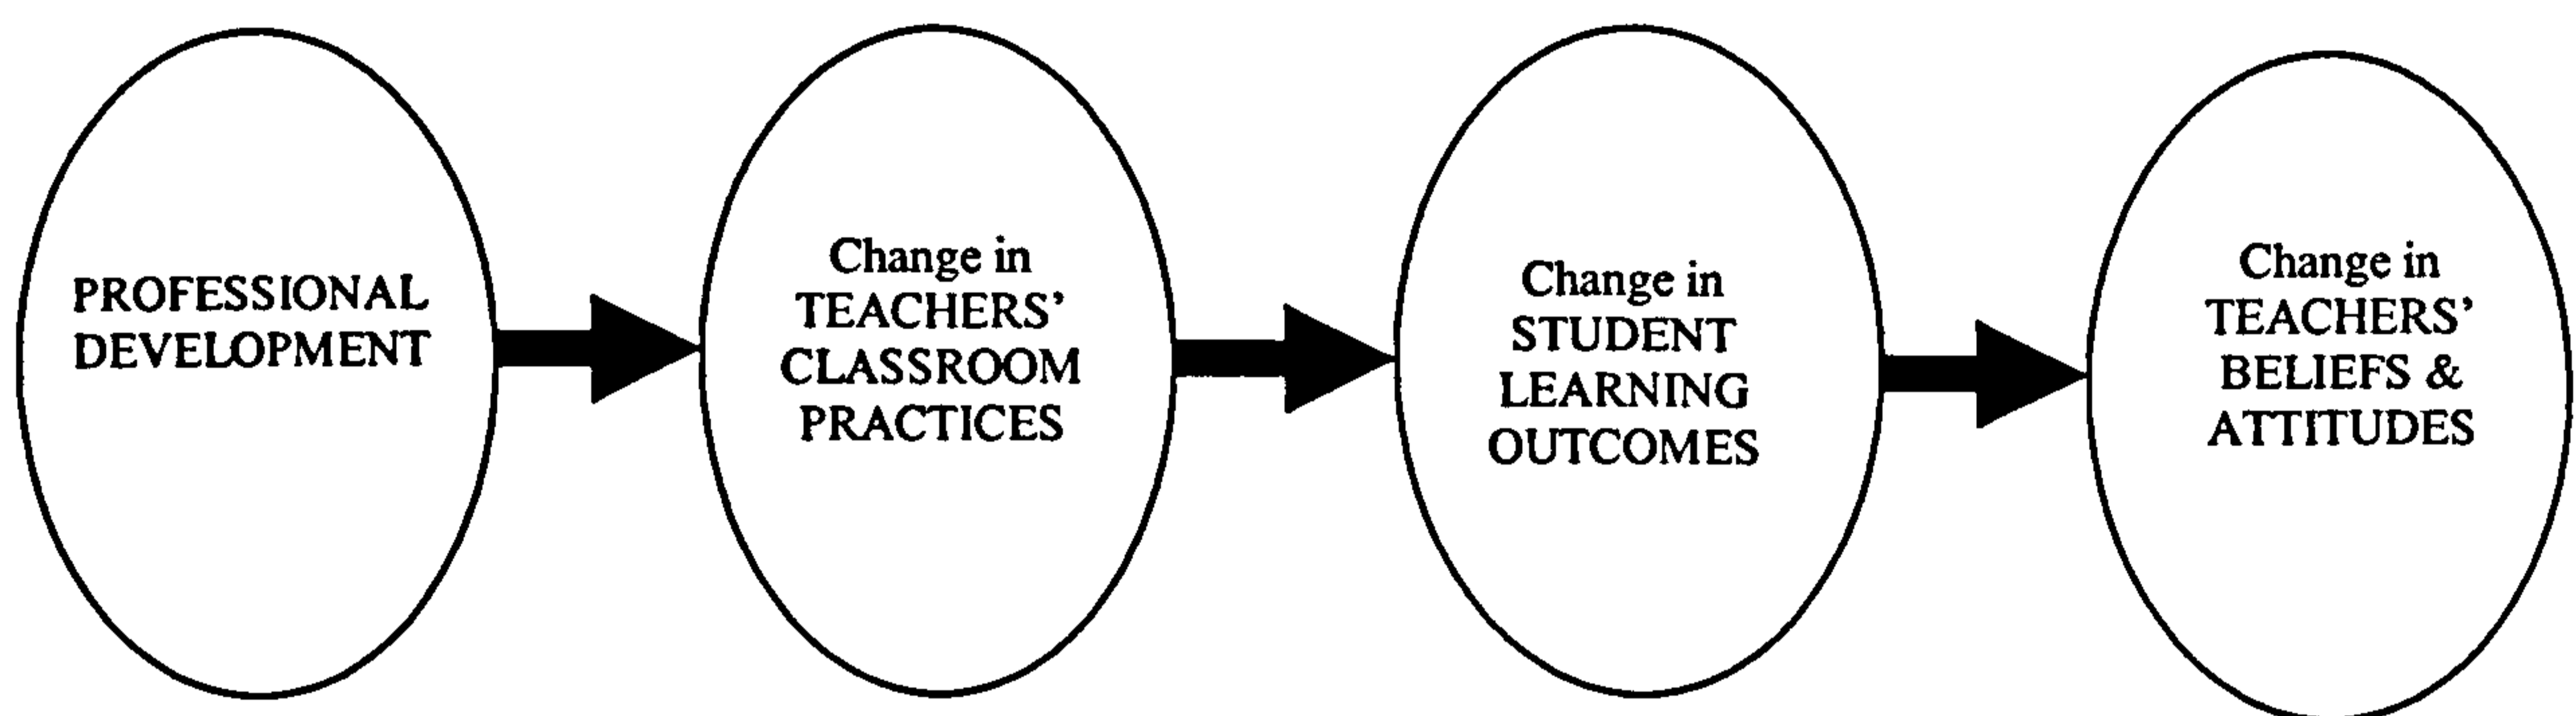 PROFESSIONAL
DEVELOPMENT
Change in
TEACHERS’
CLASSROOM
PRACTICES
Change in
STUDENT
LEARNING
OUTCOMES
Change in
TEACHERS’
BELIEFS &
ATTITUDES